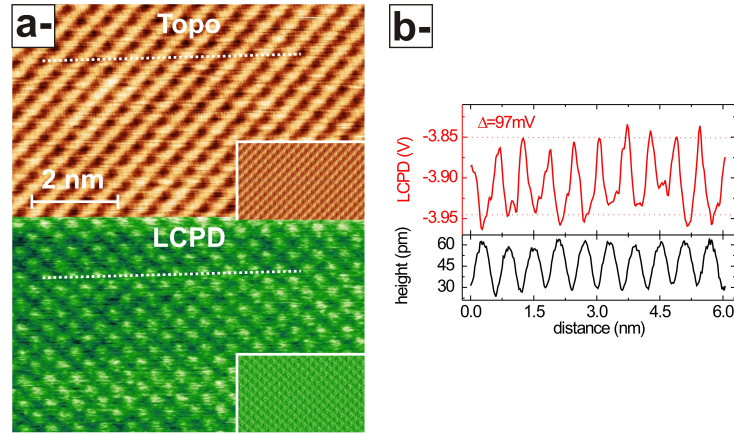 a-
Topo
2 nm
LCPD
b-
Δ=97mV
LCPD (V)
-3.85
-3.90
-3.95
height (pm)
60
45
30
0.0 1.5 3.0 4.5 6.0
distance (nm)